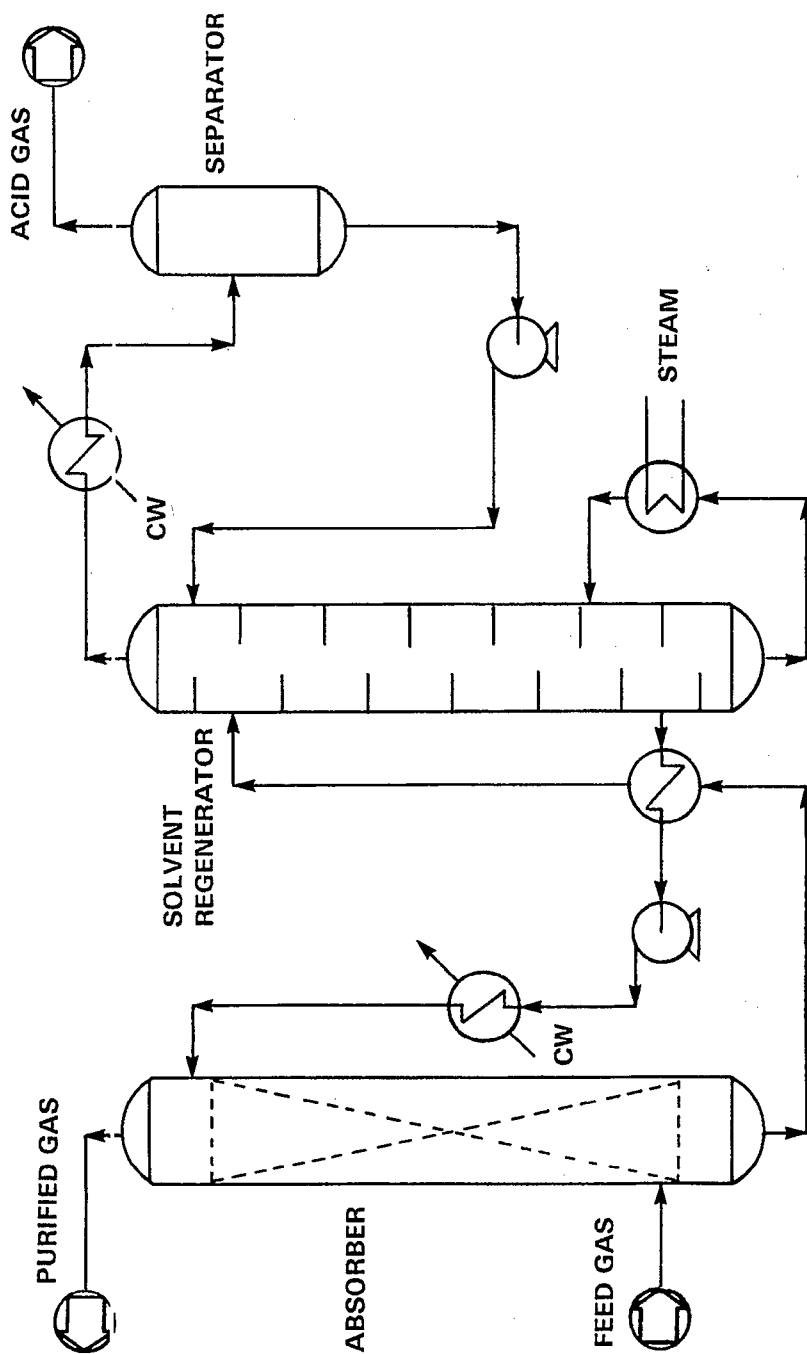 PURIFIED GAS
ABSORBER
FEED GAS
CW
SOLVENT
REGENERATOR
CW
STEAM
ACID GAS
SEPARATOR